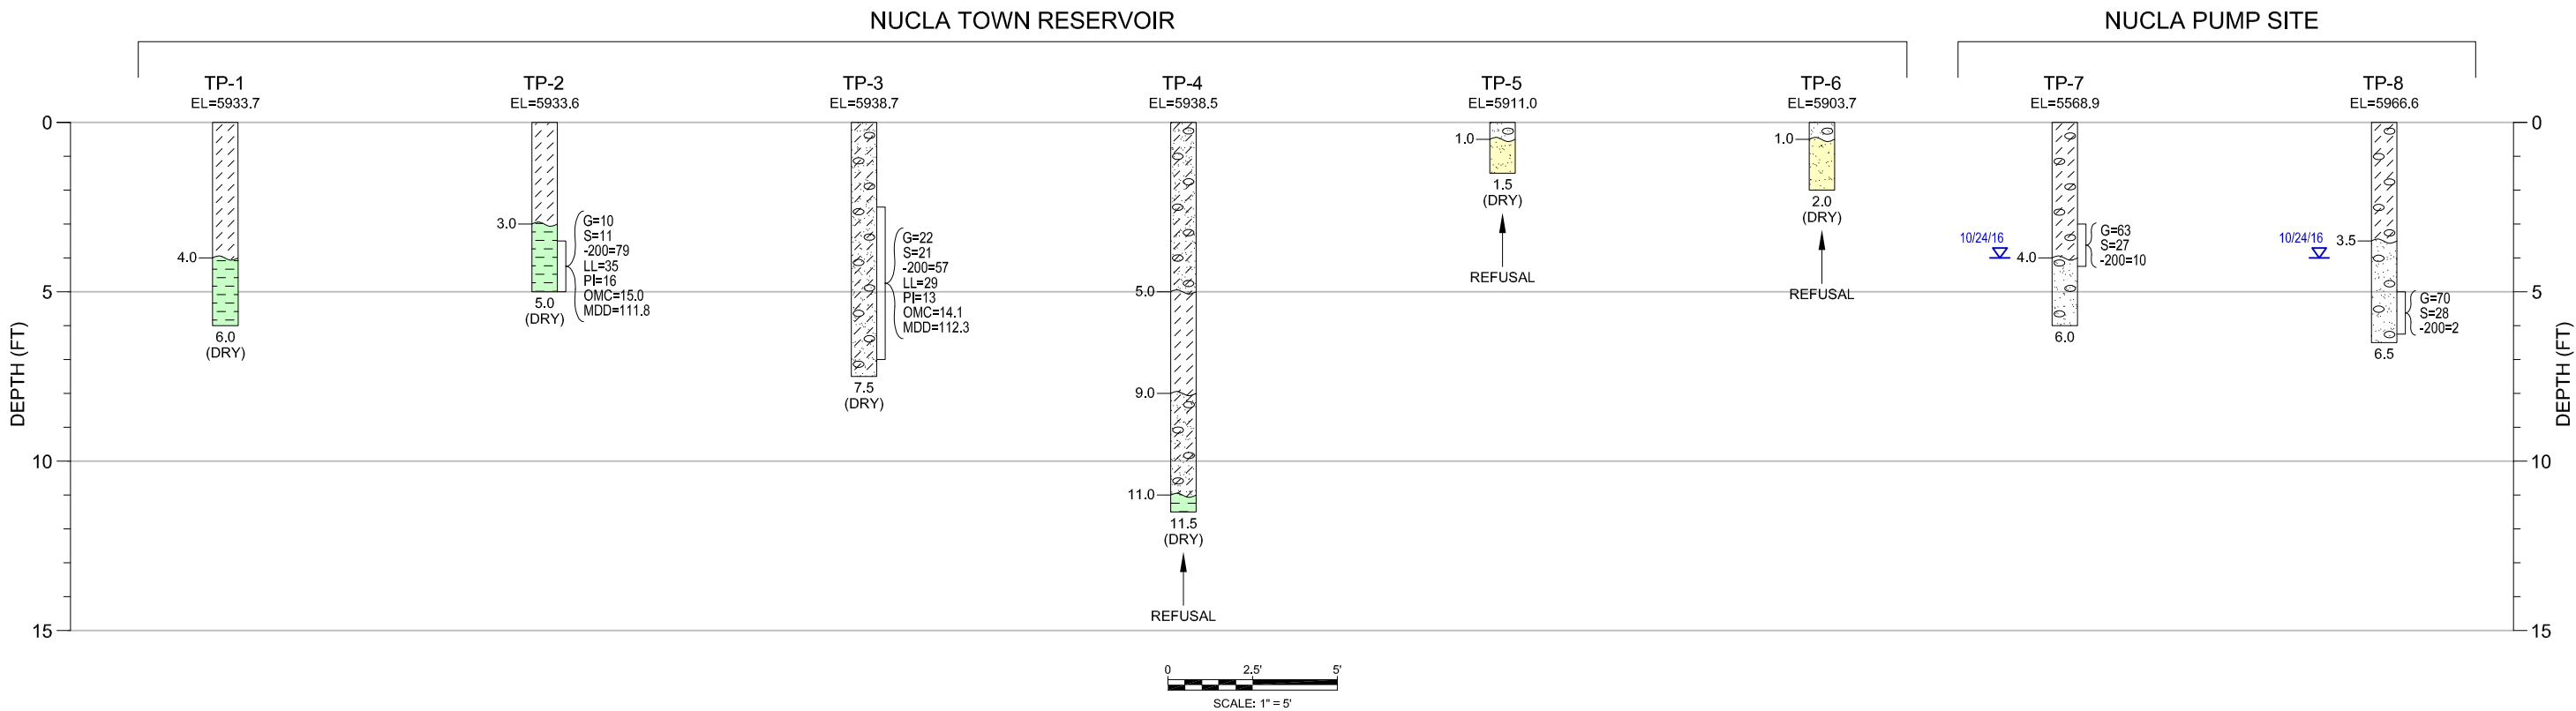 NUCLA TOWN RESERVOIR
NUCLA PUMP SITE
TP-1
EL=5933.7
TP-2
EL=5933.6
TP-3
EL=5938.7
TP-4
EL=5938.5
TP-5
EL=5911.0
TP-6
EL=5903.7
TP-7
EL=5568.9
TP-8
EL=5966.6
DEPTH (FT)
0
5
10
15
4.0
6.0
(DRY)
3.0
G=10
S=11
-200=79
LL=35
PI=16
OMC=15.0
MDD=111.8
5.0
(DRY)
G=22
S=21
-200=57
LL=29
PI=13
OMC=14.1
MDD=112.3
7.5
(DRY)
5.0
9.0
11.0
11.5
(DRY)
REFUSAL
1.0
1.5
(DRY)
REFUSAL
1.0
2.0
(DRY)
REFUSAL
10/24/16
4.0
G=63
S=27
-200=10
6.0
10/24/16
3.5
G=70
S=28
-200=2
6.5
0
5
10
15
DEPTH (FT)
0 2.5' 5'
SCALE: 1" = 5'